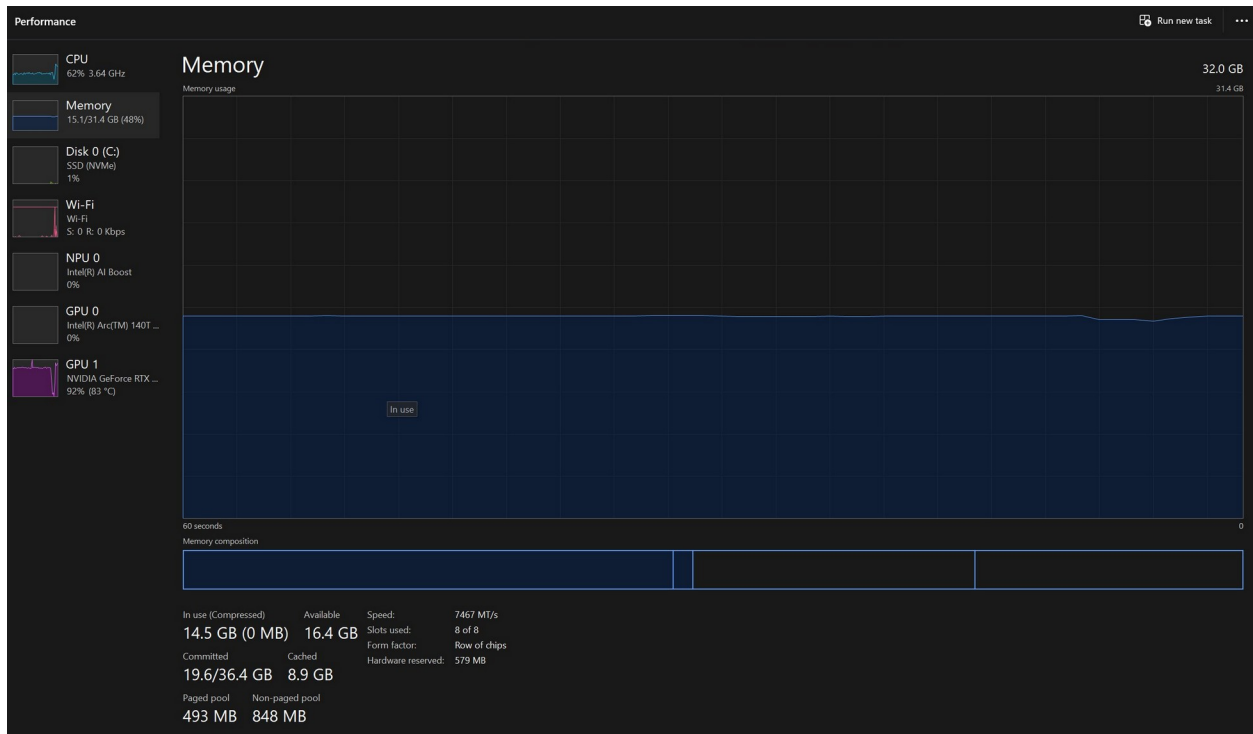 Performance
Run new task
CPU
62% 3.64 GHz
Memory
15.1/31.4 GB (48%)
Disk 0 (C:)
SSD (NVMe)
1%
Wi-Fi
Wi-Fi
S: 0 R: 0 Kbps
NPU 0
Intel(R) AI Boost
0%
GPU 0
Intel(R) Arc(TM) 140T ...
0%
GPU 1
NVIDIA GeForce RTX ...
92% (83 °C)
Memory
32.0 GB
Memory usage
31.4 GB
In use
60 seconds
0
Memory composition
In use (Compressed)
14.5 GB (0 MB)
Available
16.4 GB
Committed
19.6/36.4 GB
Cached
8.9 GB
Paged pool
493 MB
Non-paged pool
848 MB
Speed: 7467 MT/s
Slots used: 8 of 8
Form factor: Row of chips
Hardware reserved: 579 MB